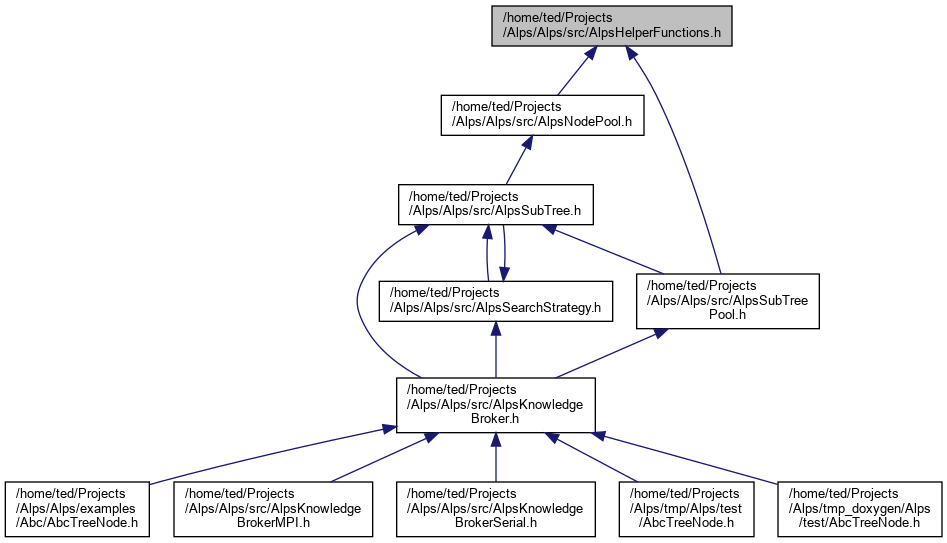 /home/ted/Projects
/Alps/Alps/src/AlpsHelperFunctions.h
/home/ted/Projects
/Alps/Alps/src/AlpsNodePool.h
/home/ted/Projects
/Alps/Alps/src/AlpsSubTree.h
/home/ted/Projects
/Alps/Alps/src/AlpsSubTree
Pool.h
/home/ted/Projects
/Alps/Alps/src/AlpsSearchStrategy.h
/home/ted/Projects
/Alps/Alps/src/AlpsKnowledge
Broker.h
/home/ted/Projects
/Alps/Alps/examples
/Abc/AbcTreeNode.h
/home/ted/Projects
/Alps/Alps/src/AlpsKnowledge
BrokerMPI.h
/home/ted/Projects
/Alps/Alps/src/AlpsKnowledge
BrokerSerial.h
/home/ted/Projects
/Alps/tmp/Alps/test
/AbcTreeNode.h
/home/ted/Projects
/Alps/tmp_doxygen/Alps
/test/AbcTreeNode.h